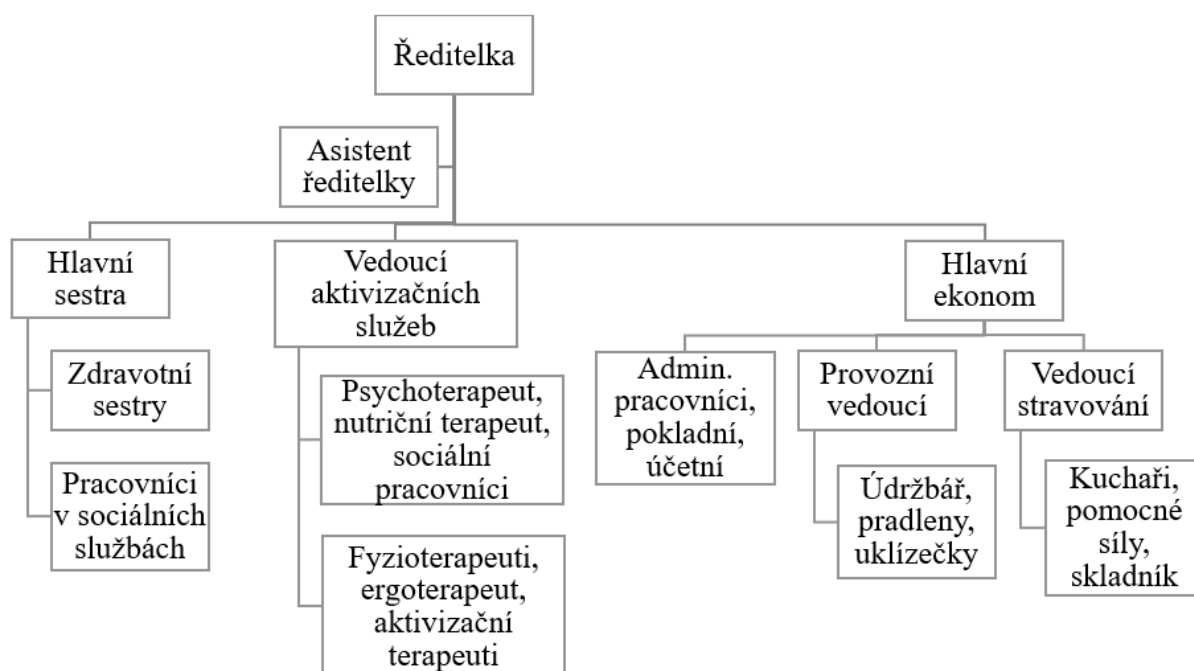 Ředitelka
Asistent
ředitelky
Hlavní
sestra
Zdravotní
sestry
Pracovníci
v sociálních
službách
Vedoucí
aktivizačních
služeb
Psychoterapeut,
nutriční terapeut,
sociální
pracovníci
Fyzioterapeuti,
ergoterapeut,
aktivizační
terapeuti
Hlavní
ekonom
Admin.
pracovníci,
pokladní,
účetní
Provozní
vedoucí
Údržbář,
pradleny,
uklízečky
Vedoucí
stravování
Kuchaři,
pomocné
síly,
skladník